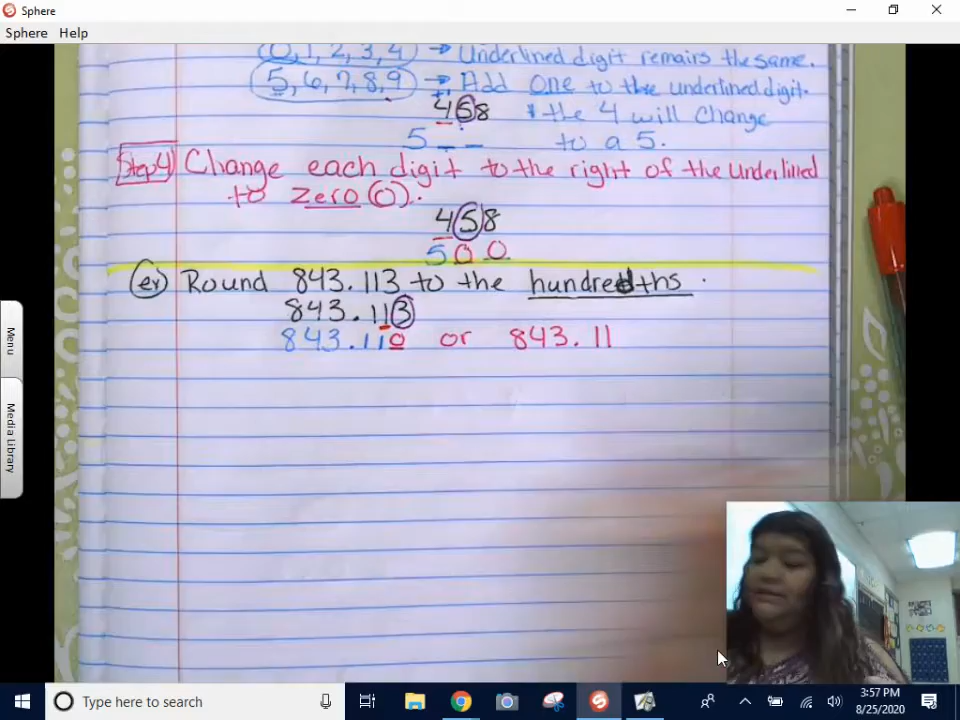 Sphere
Sphere Help
(0,1,2,3,4) → Underlined digit remains the same.
5,6,7,8,9 → Add one to the underlined digit.
458 * the 4 will change
5 _ _ to a 5.
Step 4 Change each digit to the right of the underlined
to zero (0).
458
500
ex Round 843.113 to the hundredths.
843.113
843.110 or 843.11
Menu
Media Library
Type here to search
3:57 PM
8/25/2020